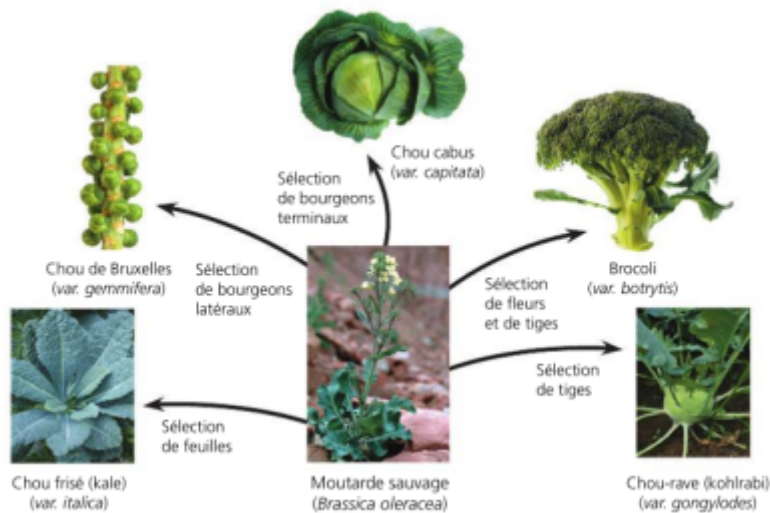 Chou cabus
(var. capitata)
Sélection
de bourgeons
terminaux
Chou de Bruxelles
(var. gemmifera)
Sélection
de bourgeons
latéraux
Brocoli
(var. botrytis)
Sélection
de fleurs
et de tiges
Sélection
de tiges
Sélection
de feuilles
Chou frisé (kale)
(var. italica)
Moutarde sauvage
(Brassica oleracea)
Chou-rave (kohlrabi)
(var. gongylodes)